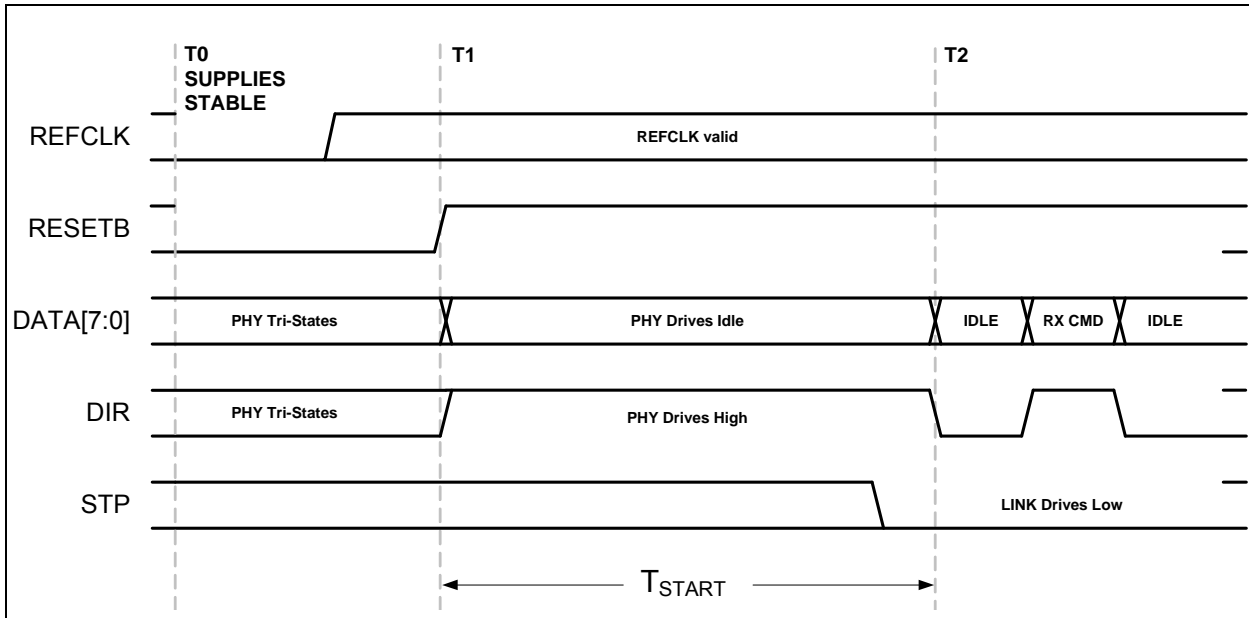 T0
SUPPLIES
STABLE
T1
T2
REFCLK
REFCLK valid
RESETB
DATA[7:0]
PHY Tri-States
PHY Drives Idle
IDLE
RX CMD
IDLE
DIR
PHY Tri-States
PHY Drives High
STP
LINK Drives Low
TSTART